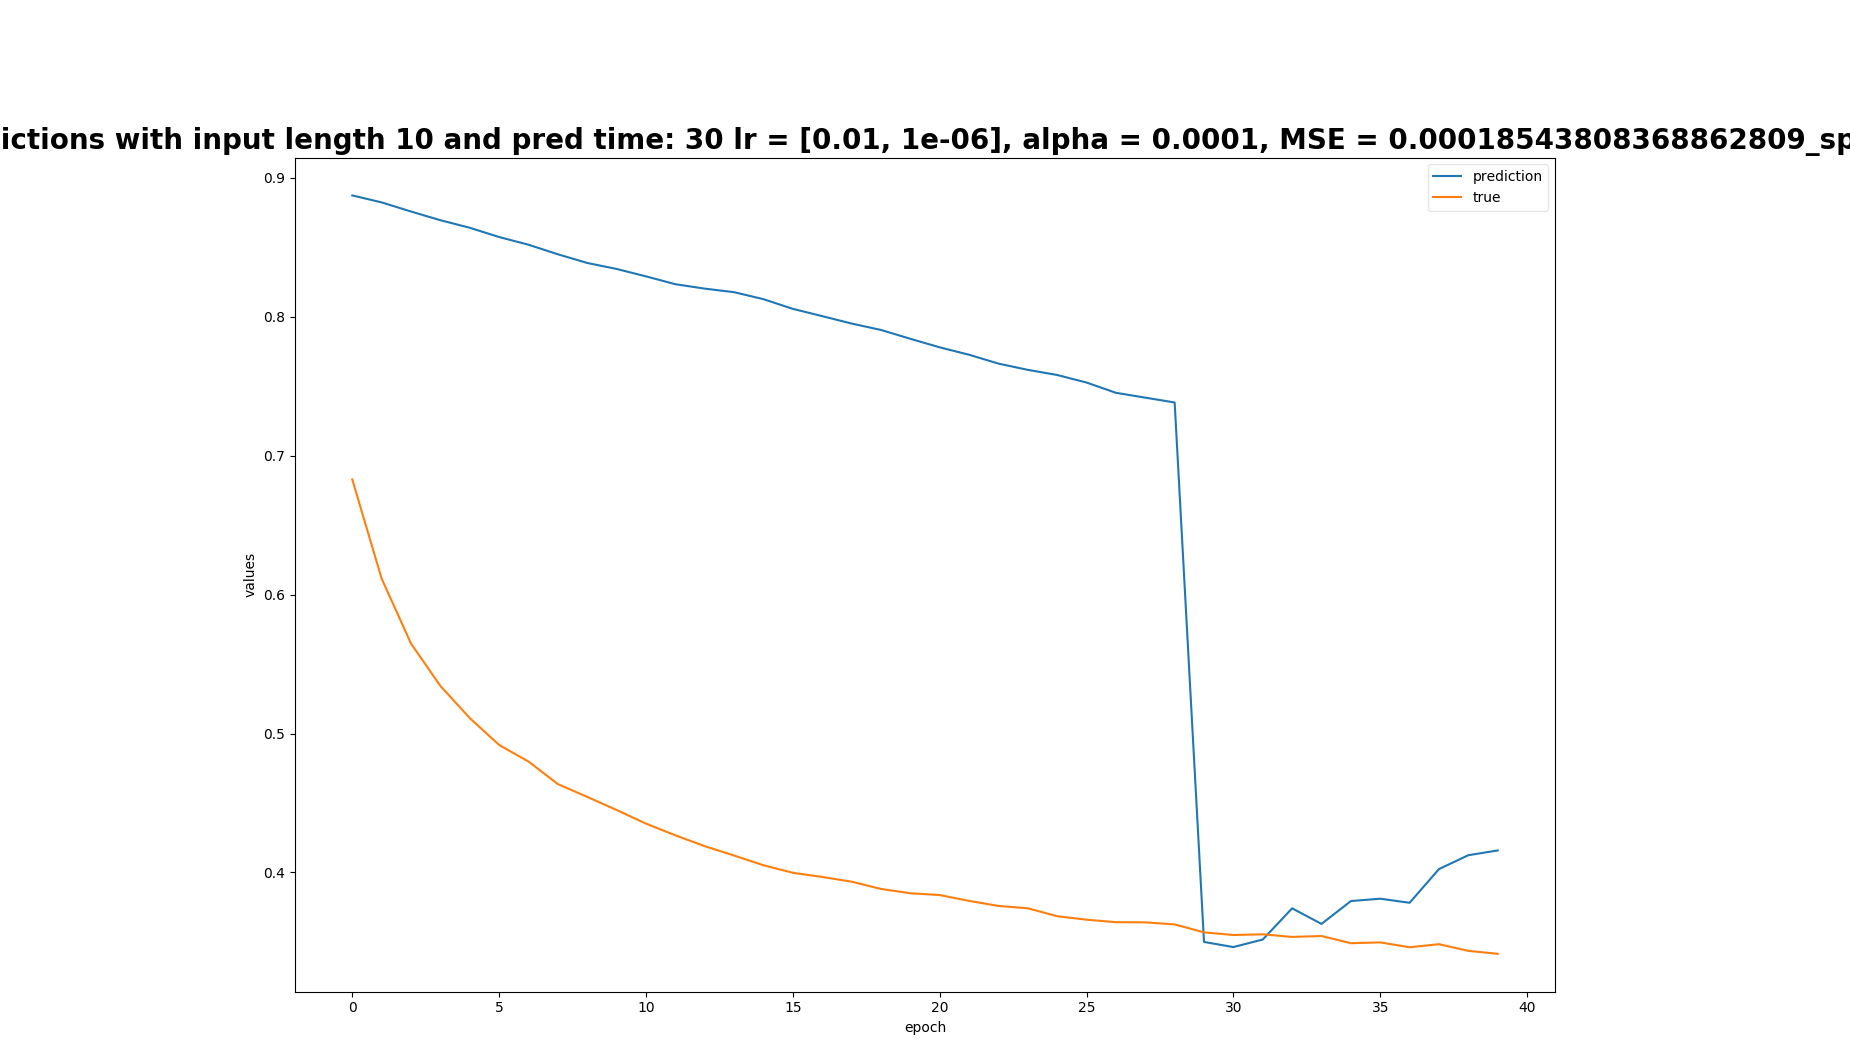 ictions with input length 10 and pred time: 30 lr = [0.01, 1e-06], alpha = 0.0001, MSE = 0.00018543808368862809_sp
prediction
true
0.9
0.8
0.7
0.6
0.5
0.4
values
0 5 10 15 20 25 30 35 40
epoch